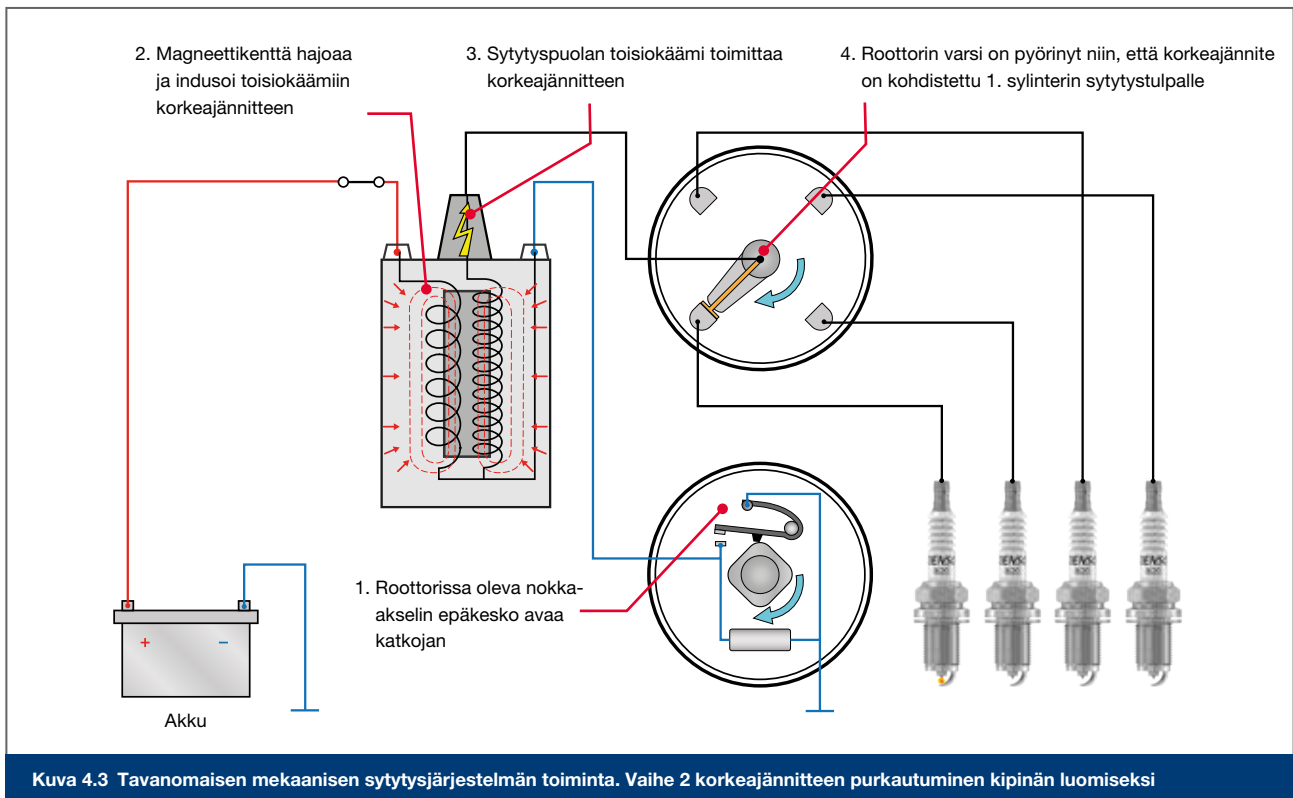 2. Magneettikenttä hajoaa
ja indusoi toisiokäämiin
korkeajännitteen
3. Sytytyspuolan toisiokäämi toimittaa
korkeajännitteen
4. Roottorin varsi on pyörinyt niin, että korkeajännite
on kohdistettu 1. sylinterin sytytystulpalle
1. Roottorissa oleva nokka-
akselin epäkesko avaa
katkojan
+ −
Akku
Kuva 4.3 Tavanomaisen mekaanisen sytytysjärjestelmän toiminta. Vaihe 2 korkeajännitteen purkautuminen kipinän luomiseksi